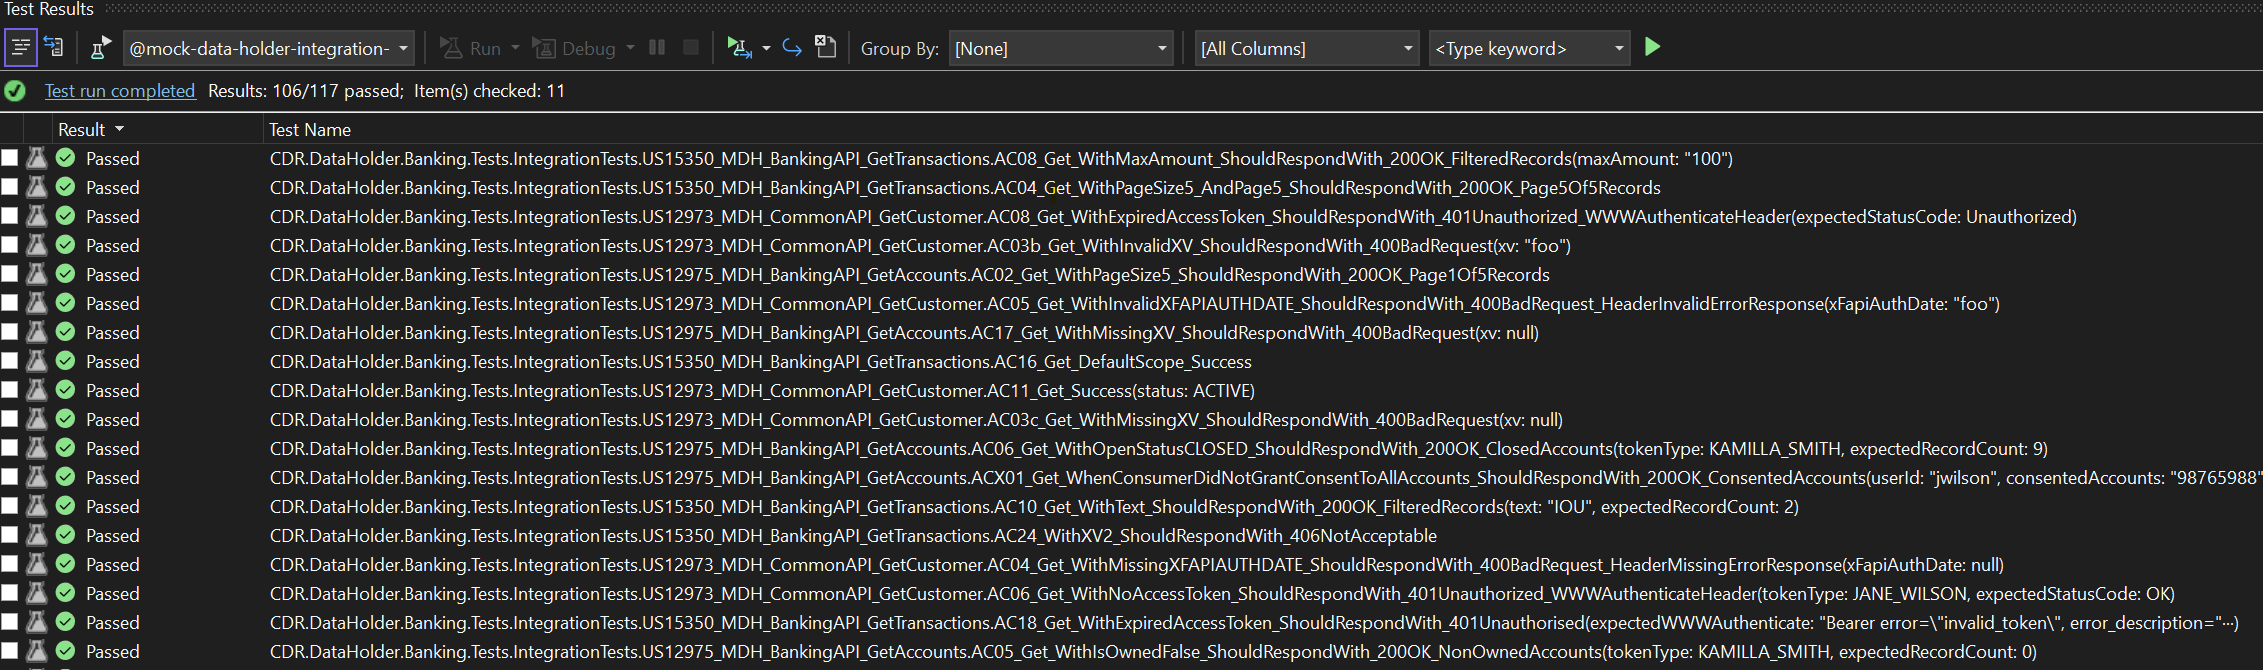 Test Results
@mock-data-holder-integration- Run Debug Group By: [None] [All Columns] <Type keyword>
Test run completed Results: 106/117 passed; Item(s) checked: 11
Result Test Name
Passed CDR.DataHolder.Banking.Tests.IntegrationTests.US15350_MDH_BankingAPI_GetTransactions.AC08_Get_WithMaxAmount_ShouldRespondWith_200OK_FilteredRecords(maxAmount: "100")
Passed CDR.DataHolder.Banking.Tests.IntegrationTests.US15350_MDH_BankingAPI_GetTransactions.AC04_Get_WithPageSize5_AndPage5_ShouldRespondWith_200OK_Page5Of5Records
Passed CDR.DataHolder.Banking.Tests.IntegrationTests.US12973_MDH_CommonAPI_GetCustomer.AC08_Get_WithExpiredAccessToken_ShouldRespondWith_401Unauthorized_WWWAuthenticateHeader(expectedStatusCode: Unauthorized)
Passed CDR.DataHolder.Banking.Tests.IntegrationTests.US12973_MDH_CommonAPI_GetCustomer.AC03b_Get_WithInvalidXV_ShouldRespondWith_400BadRequest(xv: "foo")
Passed CDR.DataHolder.Banking.Tests.IntegrationTests.US12975_MDH_BankingAPI_GetAccounts.AC02_Get_WithPageSize5_ShouldRespondWith_200OK_Page1Of5Records
Passed CDR.DataHolder.Banking.Tests.IntegrationTests.US12973_MDH_CommonAPI_GetCustomer.AC05_Get_WithInvalidXFAPIAUTHDATE_ShouldRespondWith_400BadRequest_HeaderInvalidErrorResponse(xFapiAuthDate: "foo")
Passed CDR.DataHolder.Banking.Tests.IntegrationTests.US12975_MDH_BankingAPI_GetAccounts.AC17_Get_WithMissingXV_ShouldRespondWith_400BadRequest(xv: null)
Passed CDR.DataHolder.Banking.Tests.IntegrationTests.US15350_MDH_BankingAPI_GetTransactions.AC16_Get_DefaultScope_Success
Passed CDR.DataHolder.Banking.Tests.IntegrationTests.US12973_MDH_CommonAPI_GetCustomer.AC11_Get_Success(status: ACTIVE)
Passed CDR.DataHolder.Banking.Tests.IntegrationTests.US12973_MDH_CommonAPI_GetCustomer.AC03c_Get_WithMissingXV_ShouldRespondWith_400BadRequest(xv: null)
Passed CDR.DataHolder.Banking.Tests.IntegrationTests.US12975_MDH_BankingAPI_GetAccounts.AC06_Get_WithOpenStatusCLOSED_ShouldRespondWith_200OK_ClosedAccounts(tokenType: KAMILLA_SMITH, expectedRecordCount: 9)
Passed CDR.DataHolder.Banking.Tests.IntegrationTests.US12975_MDH_BankingAPI_GetAccounts.ACX01_Get_WhenConsumerDidNotGrantConsentToAllAccounts_ShouldRespondWith_200OK_ConsentedAccounts(userId: "jwilson", consentedAccounts: "98765988"
Passed CDR.DataHolder.Banking.Tests.IntegrationTests.US15350_MDH_BankingAPI_GetTransactions.AC10_Get_WithText_ShouldRespondWith_200OK_FilteredRecords(text: "IOU", expectedRecordCount: 2)
Passed CDR.DataHolder.Banking.Tests.IntegrationTests.US15350_MDH_BankingAPI_GetTransactions.AC24_WithXV2_ShouldRespondWith_406NotAcceptable
Passed CDR.DataHolder.Banking.Tests.IntegrationTests.US12973_MDH_CommonAPI_GetCustomer.AC04_Get_WithMissingXFAPIAUTHDATE_ShouldRespondWith_400BadRequest_HeaderMissingErrorResponse(xFapiAuthDate: null)
Passed CDR.DataHolder.Banking.Tests.IntegrationTests.US12973_MDH_CommonAPI_GetCustomer.AC06_Get_WithNoAccessToken_ShouldRespondWith_401Unauthorized_WWWAuthenticateHeader(tokenType: JANE_WILSON, expectedStatusCode: OK)
Passed CDR.DataHolder.Banking.Tests.IntegrationTests.US15350_MDH_BankingAPI_GetTransactions.AC18_Get_WithExpiredAccessToken_ShouldRespondWith_401Unauthorised(expectedWWWAuthenticate: "Bearer error=\"invalid_token\", error_description="···)
Passed CDR.DataHolder.Banking.Tests.IntegrationTests.US12975_MDH_BankingAPI_GetAccounts.AC05_Get_WithIsOwnedFalse_ShouldRespondWith_200OK_NonOwnedAccounts(tokenType: KAMILLA_SMITH, expectedRecordCount: 0)